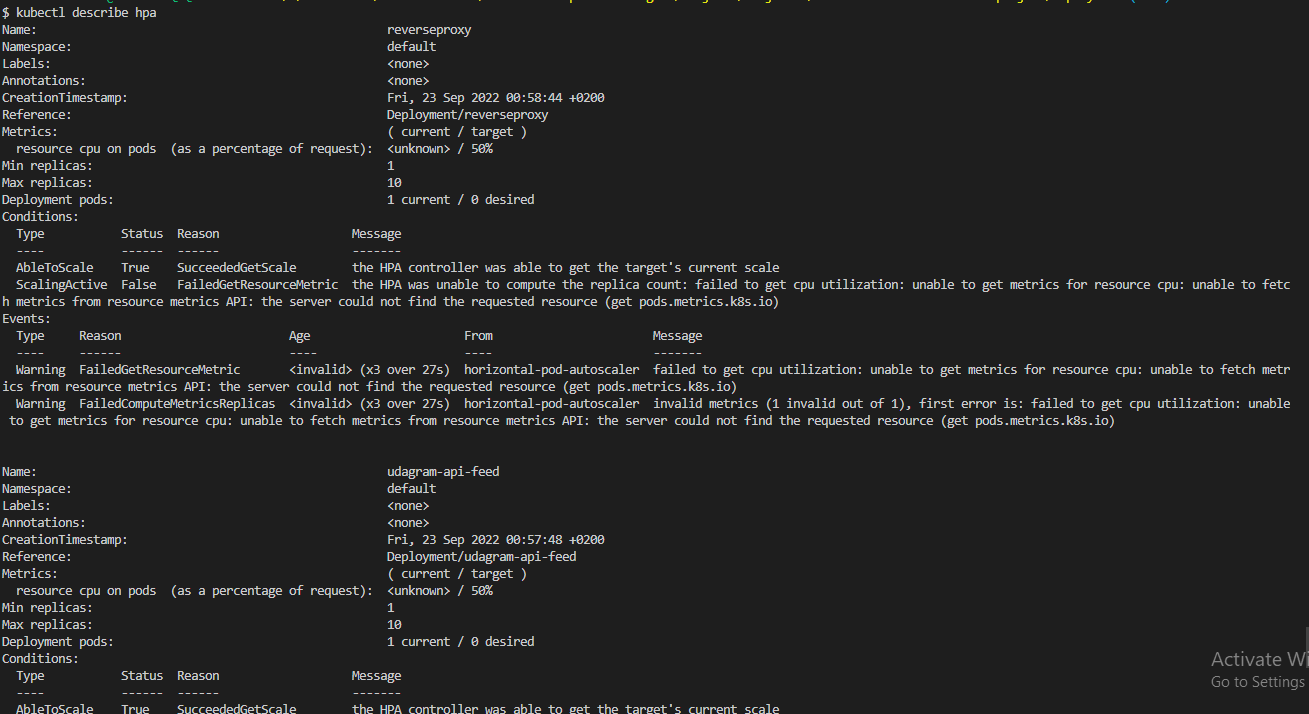 $ kubectl describe hpa
Name: reverseproxy
Namespace: default
Labels: <none>
Annotations: <none>
CreationTimestamp: Fri, 23 Sep 2022 00:58:44 +0200
Reference: Deployment/reverseproxy
Metrics: ( current / target )
resource cpu on pods (as a percentage of request): <unknown> / 50%
Min replicas: 1
Max replicas: 10
Deployment pods: 1 current / 0 desired
Conditions:
Type Status Reason Message
---- ------ ------ -------
AbleToScale True SucceededGetScale the HPA controller was able to get the target's current scale
ScalingActive False FailedGetResourceMetric the HPA was unable to compute the replica count: failed to get cpu utilization: unable to get metrics for resource cpu: unable to fetc
h metrics from resource metrics API: the server could not find the requested resource (get pods.metrics.k8s.io)
Events:
Type Reason Age From Message
---- ------ ---- ---- -------
Warning FailedGetResourceMetric <invalid> (x3 over 27s) horizontal-pod-autoscaler failed to get cpu utilization: unable to get metrics for resource cpu: unable to fetch metr
ics from resource metrics API: the server could not find the requested resource (get pods.metrics.k8s.io)
Warning FailedComputeMetricsReplicas <invalid> (x3 over 27s) horizontal-pod-autoscaler invalid metrics (1 invalid out of 1), first error is: failed to get cpu utilization: unable
to get metrics for resource cpu: unable to fetch metrics from resource metrics API: the server could not find the requested resource (get pods.metrics.k8s.io)
Name: udagram-api-feed
Namespace: default
Labels: <none>
Annotations: <none>
CreationTimestamp: Fri, 23 Sep 2022 00:57:48 +0200
Reference: Deployment/udagram-api-feed
Metrics: ( current / target )
resource cpu on pods (as a percentage of request): <unknown> / 50%
Min replicas: 1
Max replicas: 10
Deployment pods: 1 current / 0 desired
Conditions:
Type Status Reason Message
---- ------ ------ -------
AbleToScale True SucceededGetScale the HPA controller was able to get the target's current scale
Activate Wi
Go to Settings